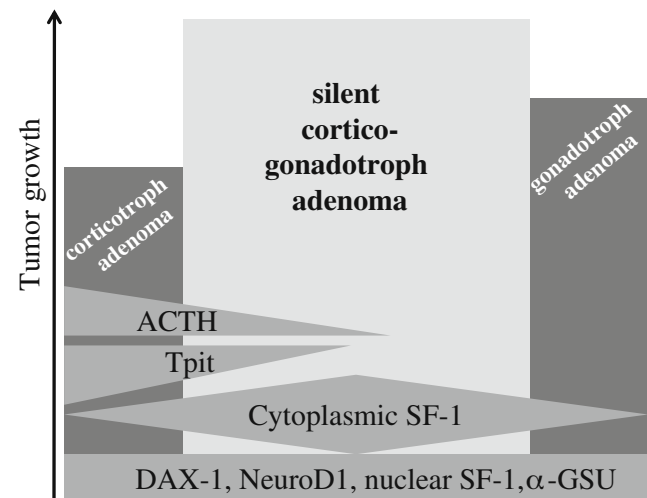 silent
cortico-
gonadotroph
adenoma
gonadotroph
adenoma
corticotroph
adenoma
Tumor growth
ACTH
Tpit
Cytoplasmic SF-1
DAX-1, NeuroD1, nuclear SF-1,α-GSU